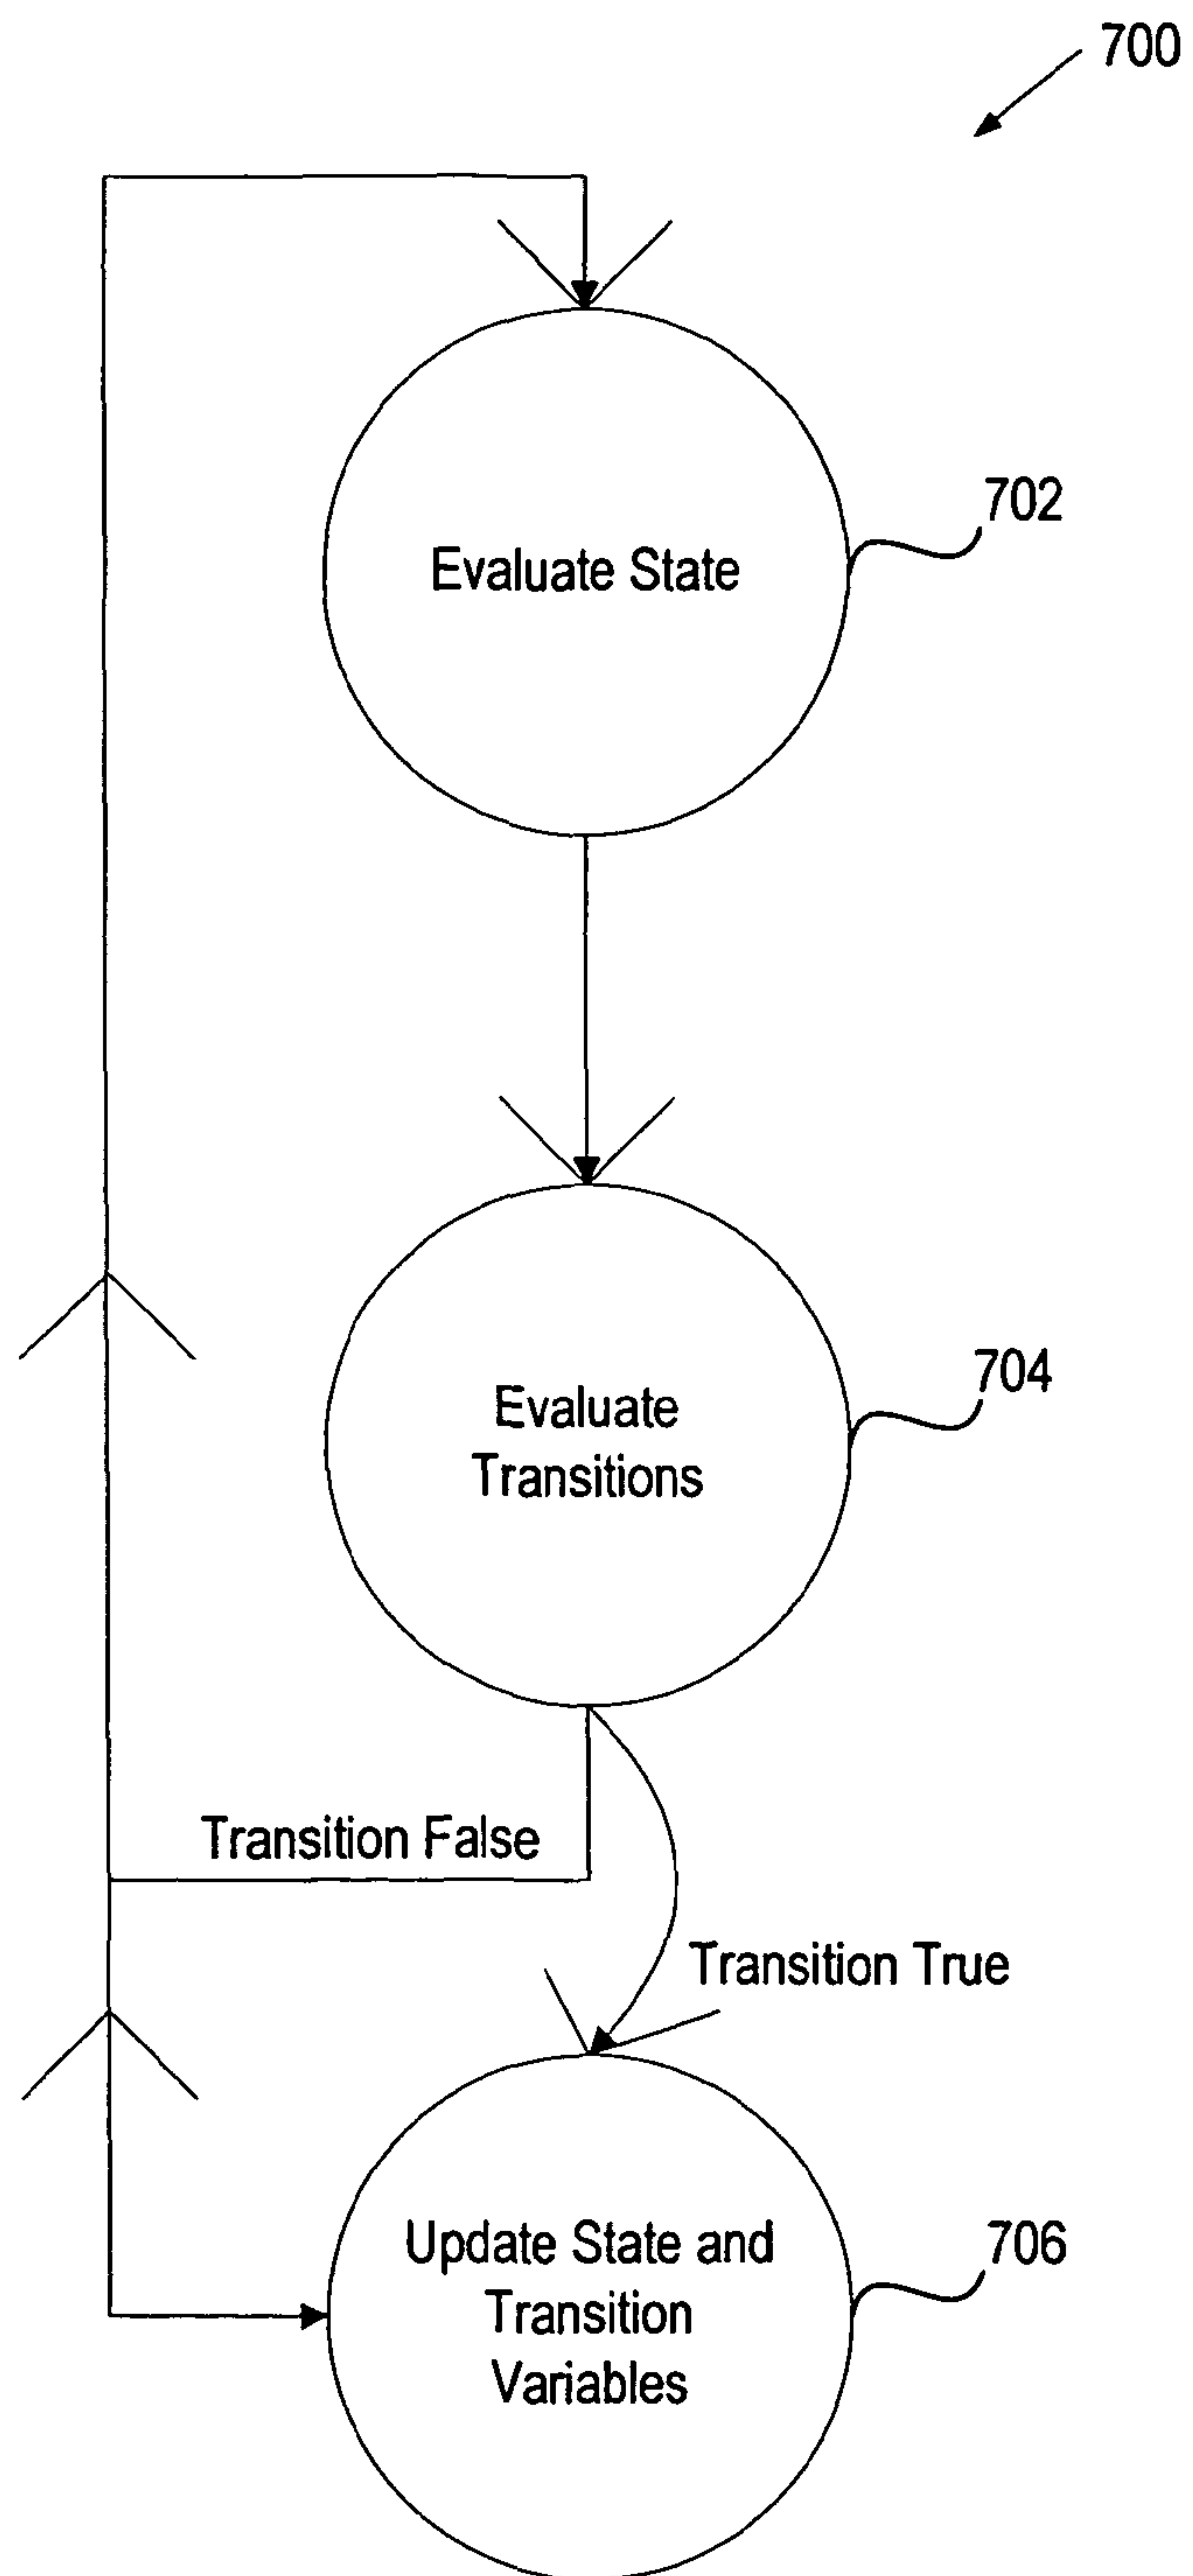 700
702
Evaluate State
704
Evaluate
Transitions
Transition False
Transition True
Update State and
Transition
Variables
706